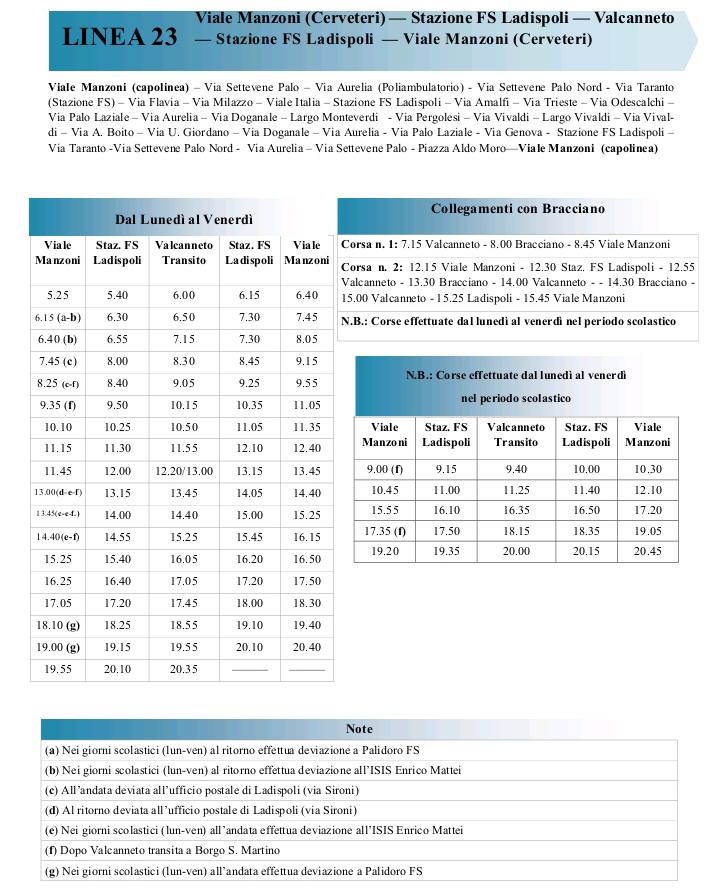 LINEA 23
Viale Manzoni (Cerveteri) — Stazione FS Ladispoli — Valcanneto
— Stazione FS Ladispoli — Viale Manzoni (Cerveteri)
Viale Manzoni (capolinea) – Via Settevene Palo – Via Aurelia (Poliambulatorio) - Via Settevene Palo Nord - Via Taranto
(Stazione FS) – Via Flavia – Via Milazzo – Viale Italia – Stazione FS Ladispoli – Via Amalfi – Via Trieste – Via Odescalchi –
Via Palo Laziale – Via Aurelia – Via Doganale – Largo Monteverdi - Via Pergolesi – Via Vivaldi – Largo Vivaldi – Via Vival-
di – Via A. Boito – Via U. Giordano – Via Doganale – Via Aurelia - Via Palo Laziale - Via Genova - Stazione FS Ladispoli –
Via Taranto -Via Settevene Palo Nord - Via Aurelia – Via Settevene Palo - Piazza Aldo Moro—Viale Manzoni (capolinea)
Dal Lunedì al Venerdì
Viale Manzoni Staz. FS Ladispoli Valcanneto Transito Staz. FS Ladispoli Viale Manzoni
5.25 5.40 6.00 6.15 6.40
6.15 (a-b) 6.30 6.50 7.30 7.45
6.40 (b) 6.55 7.15 7.30 8.05
7.45 (c) 8.00 8.30 8.45 9.15
8.25 (c-f) 8.40 9.05 9.25 9.55
9.35 (f) 9.50 10.15 10.35 11.05
10.10 10.25 10.50 11.05 11.35
11.15 11.30 11.55 12.10 12.40
11.45 12.00 12.20/13.00 13.15 13.45
13.00(d-e-f) 13.15 13.45 14.05 14.40
13.45(c-e-f.) 14.00 14.40 15.00 15.25
14.40(e-f) 14.55 15.25 15.45 16.15
15.25 15.40 16.05 16.20 16.50
16.25 16.40 17.05 17.20 17.50
17.05 17.20 17.45 18.00 18.30
18.10 (g) 18.25 18.55 19.10 19.40
19.00 (g) 19.15 19.55 20.10 20.40
19.55 20.10 20.35 ——— ———
Collegamenti con Bracciano
Corsa n. 1: 7.15 Valcanneto - 8.00 Bracciano - 8.45 Viale Manzoni
Corsa n. 2: 12.15 Viale Manzoni - 12.30 Staz. FS Ladispoli - 12.55
Valcanneto - 13.30 Bracciano - 14.00 Valcanneto - - 14.30 Bracciano -
15.00 Valcanneto - 15.25 Ladispoli - 15.45 Viale Manzoni
N.B.: Corse effettuate dal lunedì al venerdì nel periodo scolastico
N.B.: Corse effettuate dal lunedì al venerdì
nel periodo scolastico
Viale Manzoni Staz. FS Ladispoli Valcanneto Transito Staz. FS Ladispoli Viale Manzoni
9.00 (f) 9.15 9.40 10.00 10.30
10.45 11.00 11.25 11.40 12.10
15.55 16.10 16.35 16.50 17.20
17.35 (f) 17.50 18.15 18.35 19.05
19.20 19.35 20.00 20.15 20.45
Note
(a) Nei giorni scolastici (lun-ven) al ritorno effettua deviazione a Palidoro FS
(b) Nei giorni scolastici (lun-ven) al ritorno effettua deviazione all'ISIS Enrico Mattei
(c) All'andata deviata all'ufficio postale di Ladispoli (via Sironi)
(d) Al ritorno deviata all'ufficio postale di Ladispoli (via Sironi)
(e) Nei giorni scolastici (lun-ven) all'andata effettua deviazione all'ISIS Enrico Mattei
(f) Dopo Valcanneto transita a Borgo S. Martino
(g) Nei giorni scolastici (lun-ven) all'andata effettua deviazione a Palidoro FS